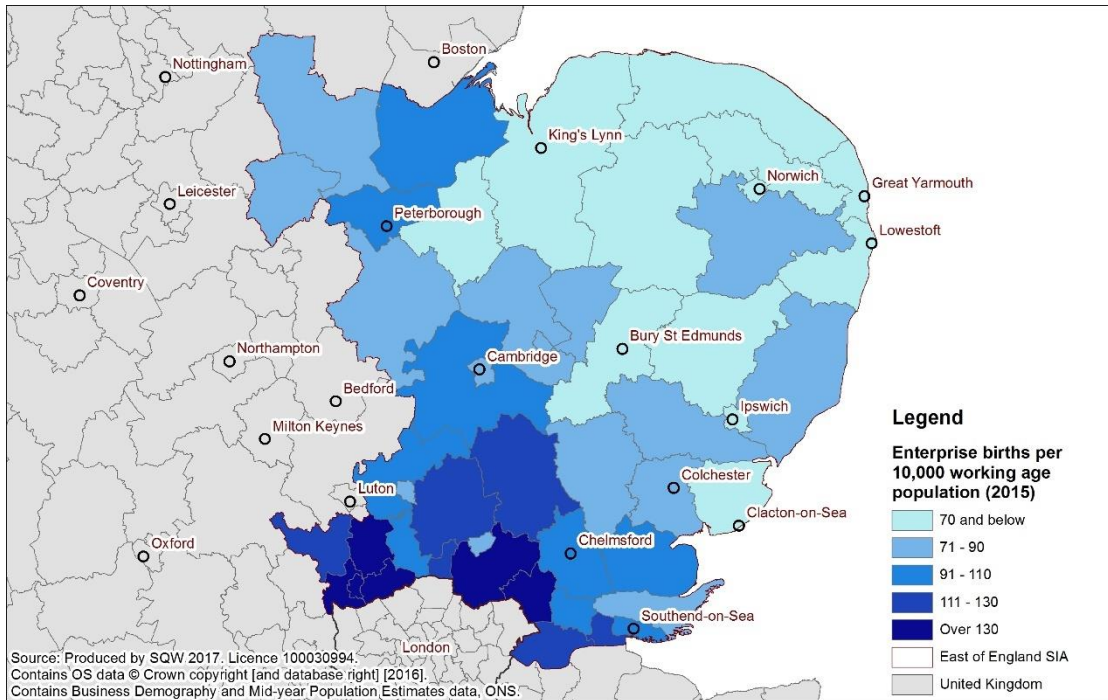 Boston
Nottingham
King's Lynn
Leicester
Norwich
Great Yarmouth
Peterborough
Lowestoft
Coventry
Bury St Edmunds
Northampton
Cambridge
Bedford
Ipswich
Milton Keynes
Colchester
Luton
Clacton-on-Sea
Oxford
Chelmsford
Southend-on-Sea
London
Legend
Enterprise births per
10,000 working age
population (2015)
70 and below
71 - 90
91 - 110
111 - 130
Over 130
East of England SIA
United Kingdom
Source: Produced by SQW 2017. Licence 100030994.
Contains OS data © Crown copyright [and database right] [2016].
Contains Business Demography and Mid-year Population Estimates data, ONS.